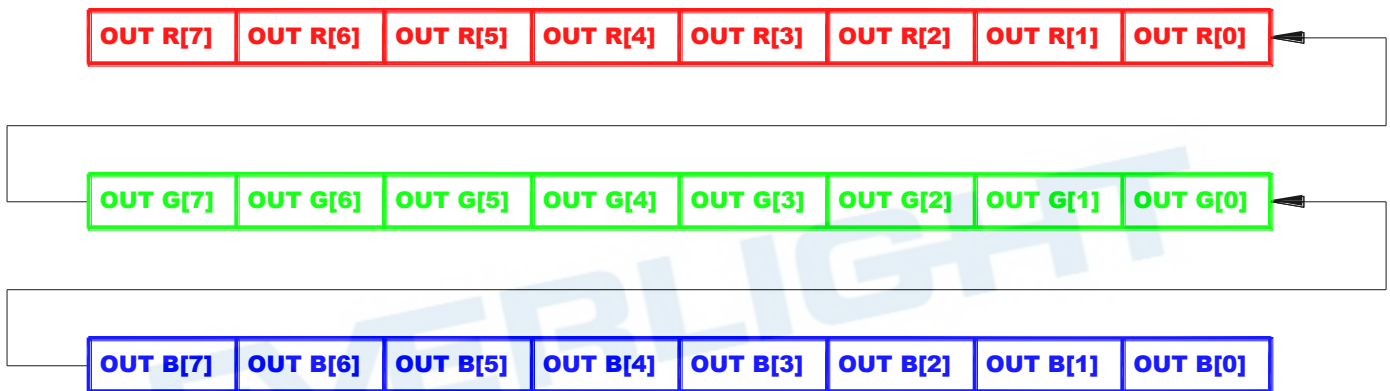 OUT R[7] OUT R[6] OUT R[5] OUT R[4] OUT R[3] OUT R[2] OUT R[1] OUT R[0]
OUT G[7] OUT G[6] OUT G[5] OUT G[4] OUT G[3] OUT G[2] OUT G[1] OUT G[0]
EVERLIGHT
OUT B[7] OUT B[6] OUT B[5] OUT B[4] OUT B[3] OUT B[2] OUT B[1] OUT B[0]